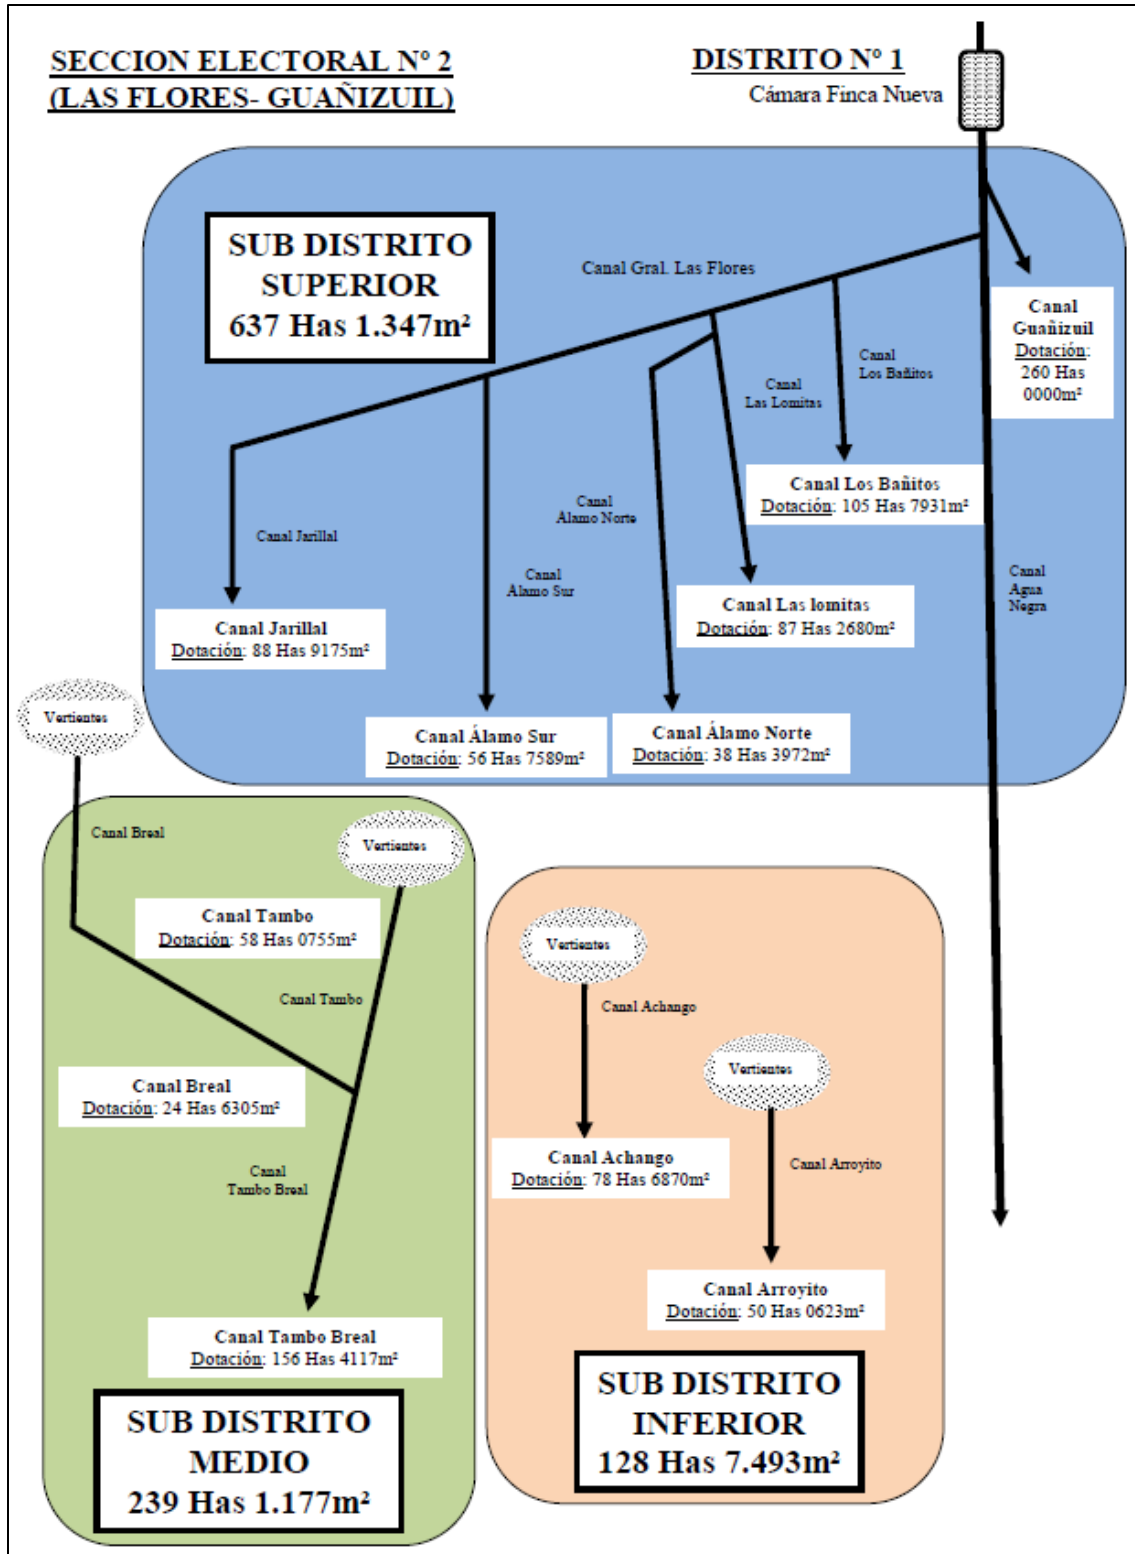 SECCION ELECTORAL Nº 2
(LAS FLORES- GUAÑIZUIL)
DISTRITO Nº 1
Cámara Finca Nueva
SUB DISTRITO
SUPERIOR
637 Has 1.347m²
Canal Gral. Las Flores
Canal
Guañizuil
Dotación:
260 Has
0000m²
Canal
Los Bañitos
Canal
Las Lomitas
Canal Los Bañitos
Dotación: 105 Has 7931m²
Canal
Álamo Norte
Canal Jarillal
Canal
Álamo Sur
Canal
Agua
Negra
Canal Las lomitas
Dotación: 87 Has 2680m²
Canal Jarillal
Dotación: 88 Has 9175m²
Canal Álamo Sur
Dotación: 56 Has 7589m²
Canal Álamo Norte
Dotación: 38 Has 3972m²
Vertientes
Canal Breal
Vertientes
Canal Tambo
Dotación: 58 Has 0755m²
Canal Tambo
Canal Breal
Dotación: 24 Has 6305m²
Canal
Tambo Breal
Canal Tambo Breal
Dotación: 156 Has 4117m²
SUB DISTRITO
MEDIO
239 Has 1.177m²
Vertientes
Canal Achango
Vertientes
Canal Achango
Dotación: 78 Has 6870m²
Canal Arroyito
Canal Arroyito
Dotación: 50 Has 0623m²
SUB DISTRITO
INFERIOR
128 Has 7.493m²